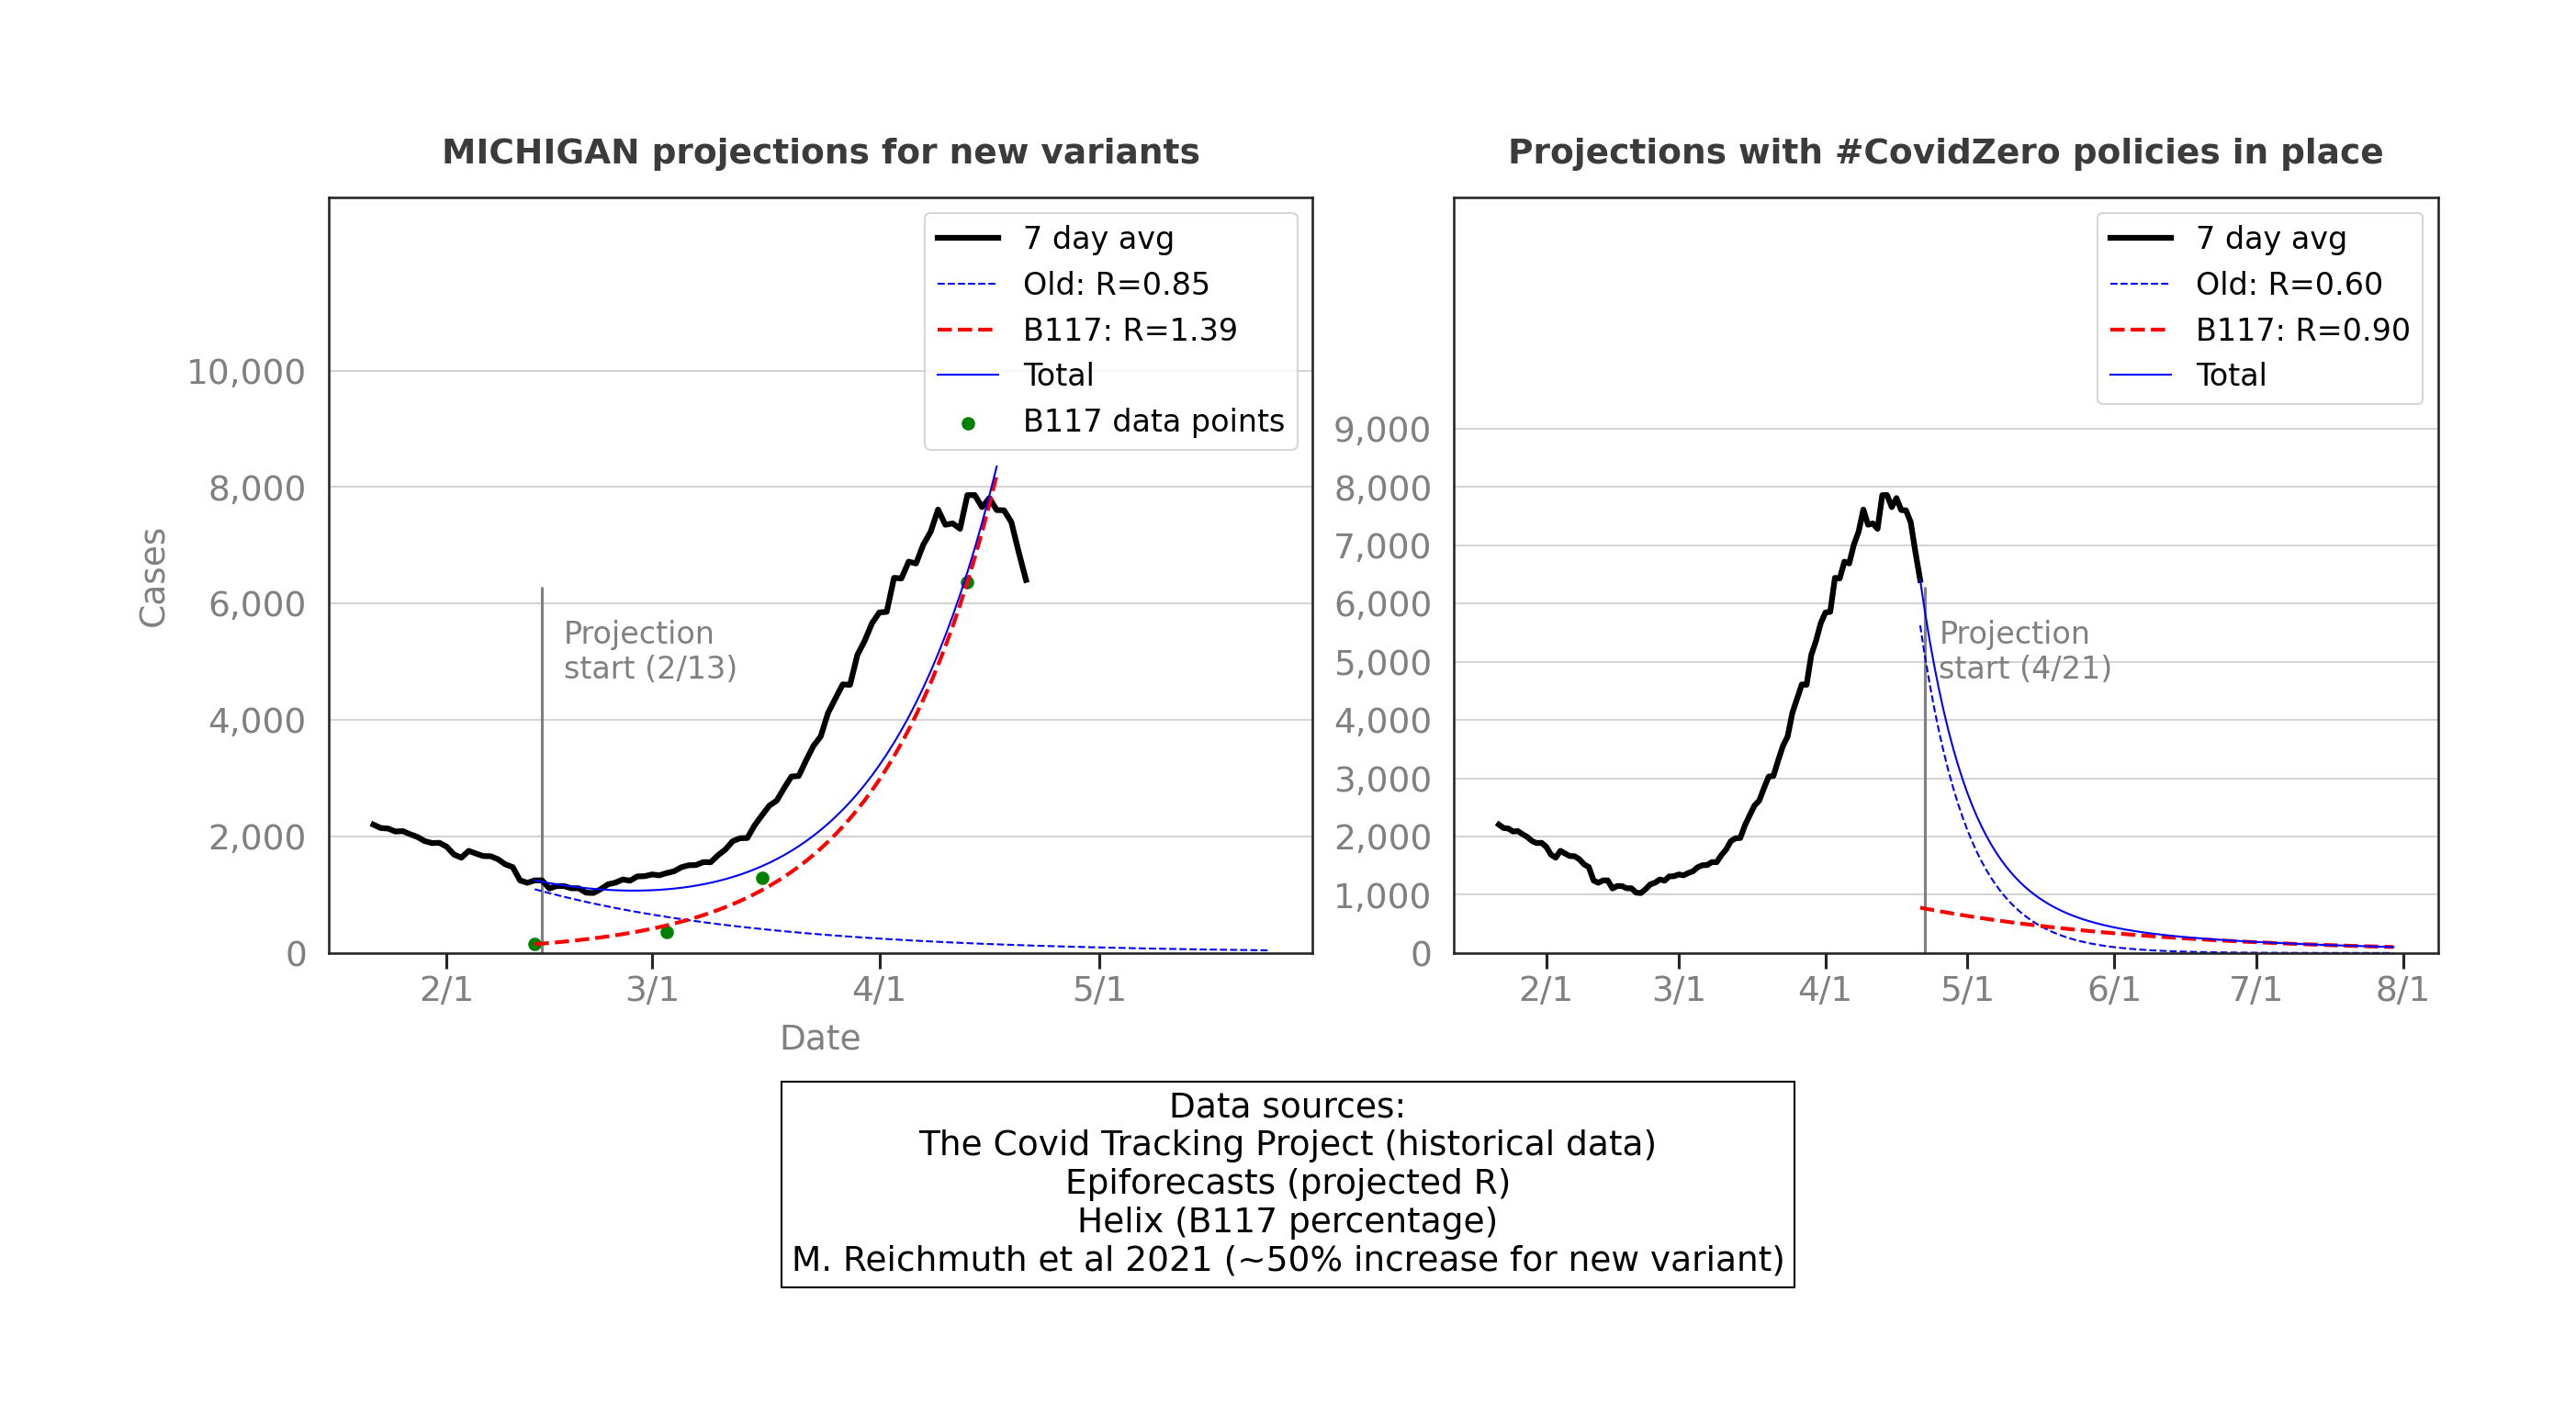 MICHIGAN projections for new variants
7 day avg
Old: R=0.85
B117: R=1.39
Total
B117 data points
10,000
8,000
6,000
4,000
2,000
0
Cases
Projection
start (2/13)
2/1
3/1
4/1
5/1
Date
Projections with #CovidZero policies in place
7 day avg
Old: R=0.60
B117: R=0.90
Total
9,000
8,000
7,000
6,000
5,000
4,000
3,000
2,000
1,000
0
Projection
start (4/21)
2/1
3/1
4/1
5/1
6/1
7/1
8/1
Data sources:
The Covid Tracking Project (historical data)
Epiforecasts (projected R)
Helix (B117 percentage)
M. Reichmuth et al 2021 (~50% increase for new variant)